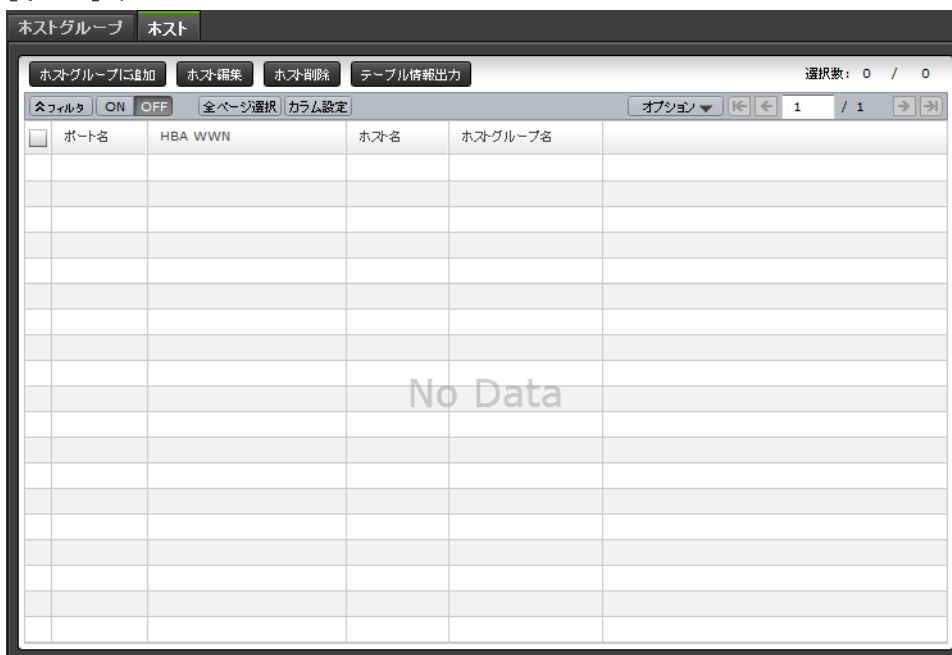 ホストグループ ホスト
ホストグループに追加 ホスト編集 ホスト削除 テーブル情報出力 選択数: 0 / 0
フィルタ ON OFF 全ページ選択 カラム設定 オプション 1 / 1
ポート名 HBA WWN ホスト名 ホストグループ名
No Data